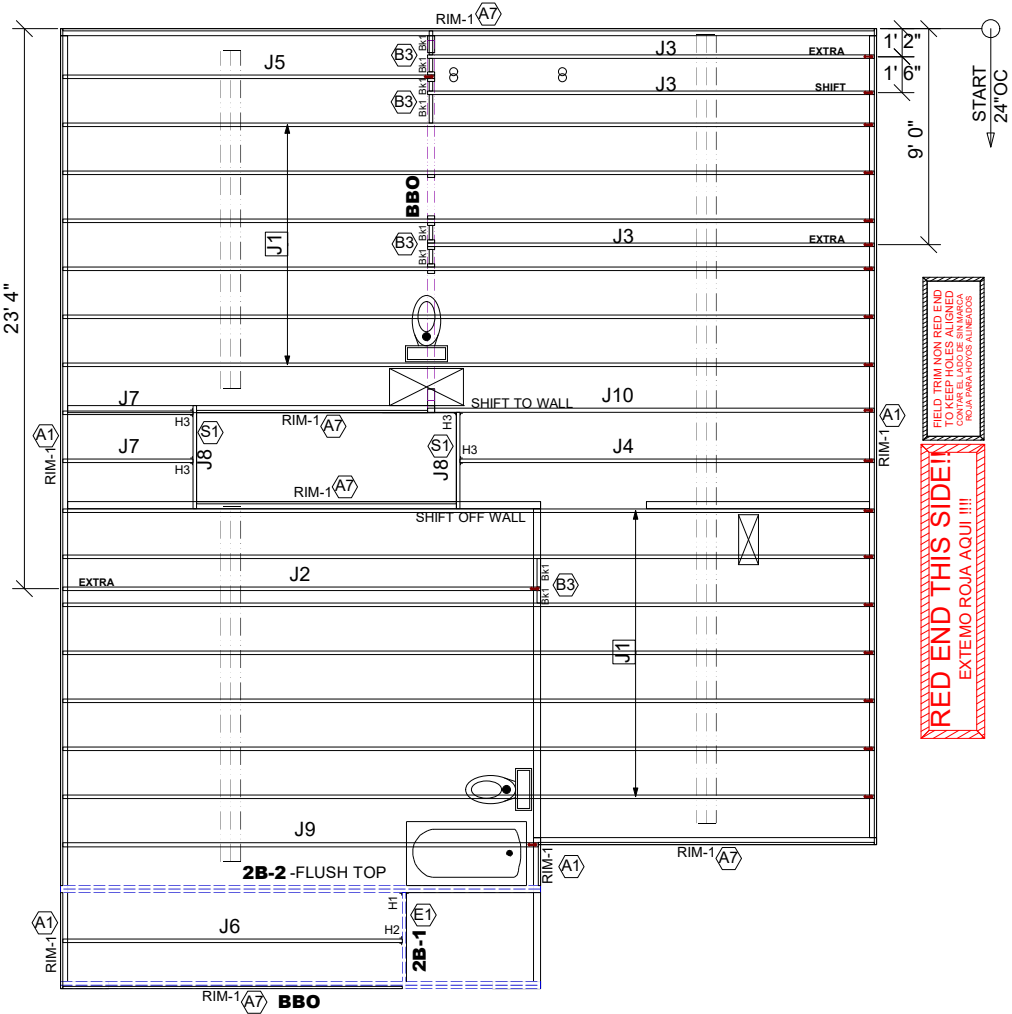 RIM-1 A7
START
24"OC
1' 2"
1' 6"
9' 0"
23' 4"
J5
B3
B3
Bk1
Bk1
Bk1
Bk1
J3
EXTRA
J3
SHIFT
BBO
J1
B3
Bk1
Bk1
J3
EXTRA
FIELD TRIM NON RED END
TO KEEP HOLES ALIGNED
CONTAR EL LADO DE SIN MARCA
ROJA PARA HOYOS ALINEADOS
RED END THIS SIDE!!
EXTEMO ROJA AQUI !!!!
J7
SHIFT TO WALL
J10
RIM-1 A7
H3
S1
J8
J7
H3
A1
RIM-1
H3
S1
J8
H3
J4
A1
RIM-1
RIM-1 A7
SHIFT OFF WALL
EXTRA
J2
Bk1
Bk1
B3
J1
J9
2B-2 -FLUSH TOP
RIM-1
A1
RIM-1 A7
A1
RIM-1
J6
H1
H2
E1
2B-1
RIM-1 A7 BBO